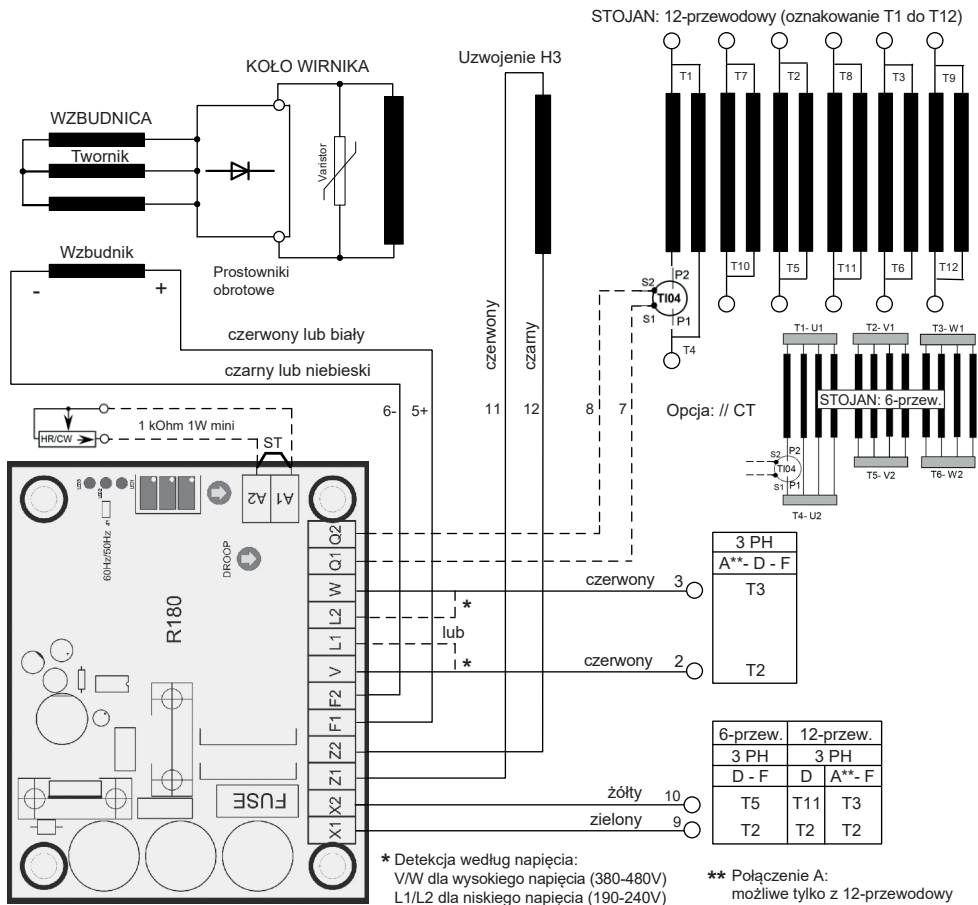 STOJAN: 12-przewodowy (oznakowanie T1 do T12)
KOŁO WIRNIKA
Uzwojenie H3
T1
T7
T2
T8
T3
T9
WZBUDNICA
Twornik
Varistor
Wzbudnik
- +
Prostowniki
obrotowe
T10
T5
T11
T6
T12
S2
P2
TI04
S1
P1
T4
czerwony lub biały
czarny lub niebieski
czerwony
czarny
6-
5+
11
12
8
7
Opcja: // CT
T1- U1
T2- V1
T3- W1
STOJAN: 6-przew.
S2
P2
TI04
S1
P1
T5- V2
T6- W2
T4- U2
HR/CW
1 kOhm 1W mini
ST
LED3
LED2
LED1
A2
A1
60Hz/50Hz
ST1
DROOP
R180
FUSE
Q2
Q1
W
L2
L1
V
F2
F1
Z2
Z1
X2
X1
czerwony 3
*
lub
*
czerwony 2
3 PH
A**- D - F
T3
T2
6-przew. 12-przew.
3 PH 3 PH
D - F D A**- F
T5 T11 T3
T2 T2 T2
żółty 10
zielony 9
* Detekcja według napięcia:
V/W dla wysokiego napięcia (380-480V)
L1/L2 dla niskiego napięcia (190-240V)
** Połączenie A:
możliwe tylko z 12-przewodowy